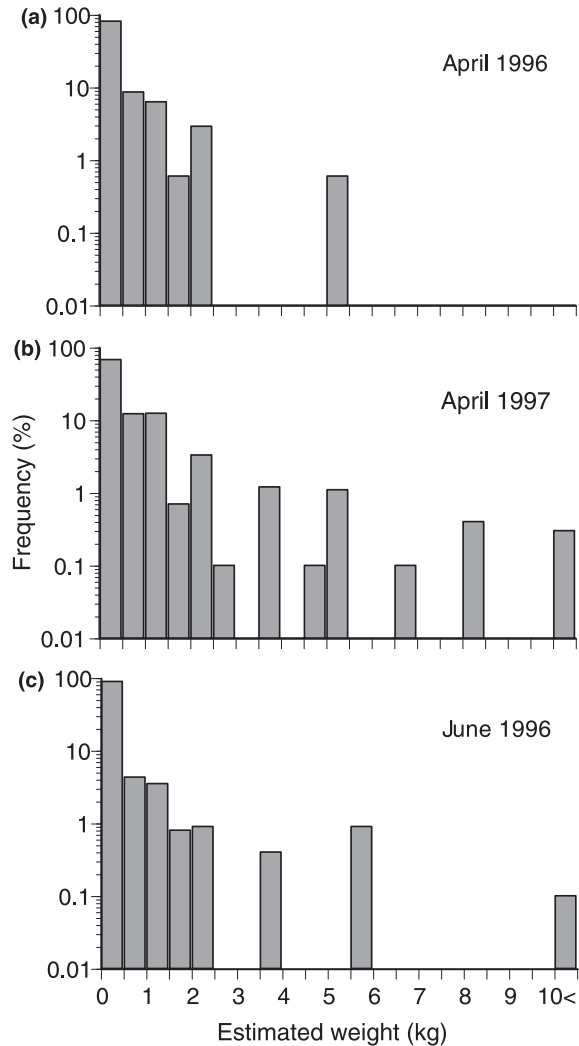 (a)
100
10
1
0.1
0.01
April 1996
(b)
100
10
1
0.1
0.01
April 1997
Frequency (%)
(c)
100
10
1
0.1
0.01
June 1996
0 1 2 3 4 5 6 7 8 9 10<
Estimated weight (kg)